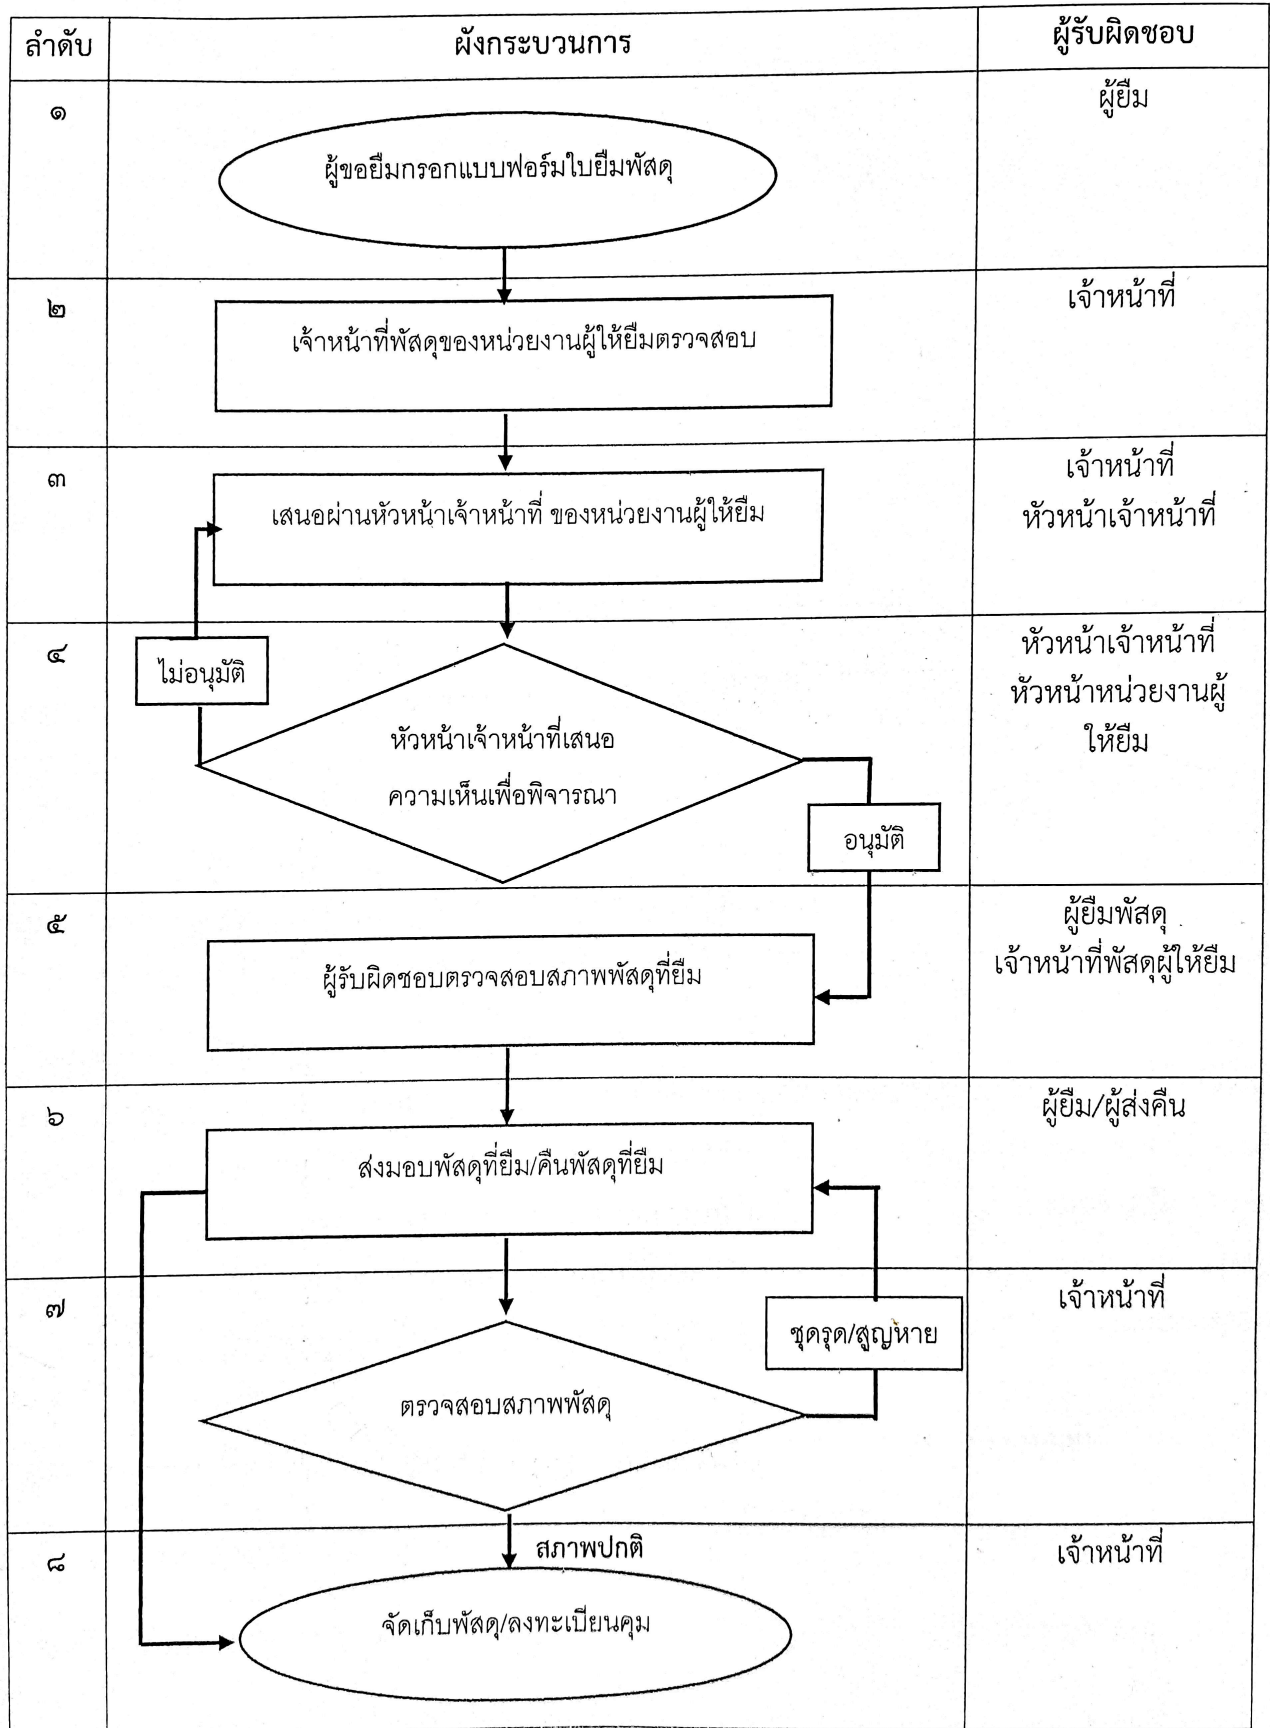 ลำดับ
ผังกระบวนการ
ผู้รับผิดชอบ
๑
ผู้ขอยืมกรอกแบบฟอร์มใบยืมพัสดุ
ผู้ยืม
๒
เจ้าหน้าที่พัสดุของหน่วยงานผู้ให้ยืมตรวจสอบ
เจ้าหน้าที่
๓
เสนอผ่านหัวหน้าเจ้าหน้าที่ ของหน่วยงานผู้ให้ยืม
เจ้าหน้าที่
หัวหน้าเจ้าหน้าที่
๔
ไม่อนุมัติ
หัวหน้าเจ้าหน้าที่เสนอ
ความเห็นเพื่อพิจารณา
อนุมัติ
หัวหน้าเจ้าหน้าที่
หัวหน้าหน่วยงานผู้
ให้ยืม
๕
ผู้รับผิดชอบตรวจสอบสภาพพัสดุที่ยืม
ผู้ยืมพัสดุ
เจ้าหน้าที่พัสดุผู้ให้ยืม
๖
ส่งมอบพัสดุที่ยืม/คืนพัสดุที่ยืม
ผู้ยืม/ผู้ส่งคืน
๗
ชุดรุด/สูญหาย
ตรวจสอบสภาพพัสดุ
เจ้าหน้าที่
๘
สภาพปกติ
จัดเก็บพัสดุ/ลงทะเบียนคุม
เจ้าหน้าที่